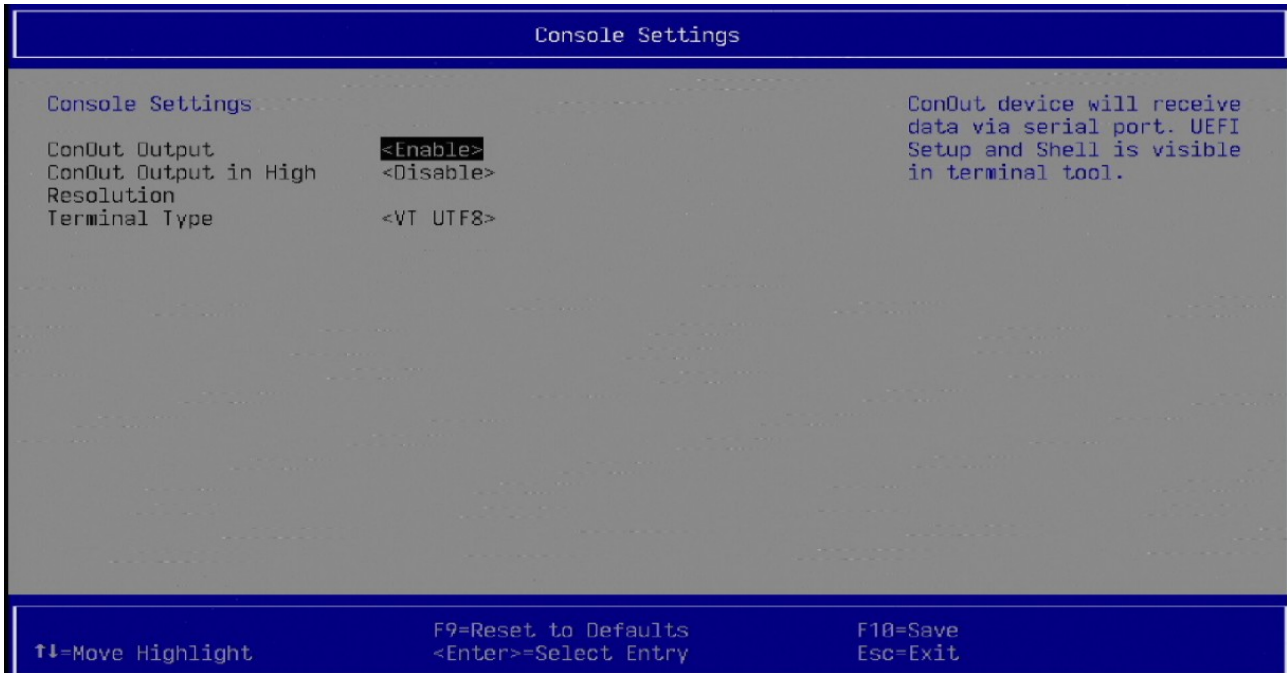 Console Settings
Console Settings
ConOut Output <Enable>
ConOut Output in High <Disable>
Resolution
Terminal Type <VT UTF8>
ConOut device will receive
data via serial port. UEFI
Setup and Shell is visible
in terminal tool.
F9=Reset to Defaults F10=Save
↑↓=Move Highlight <Enter>=Select Entry Esc=Exit